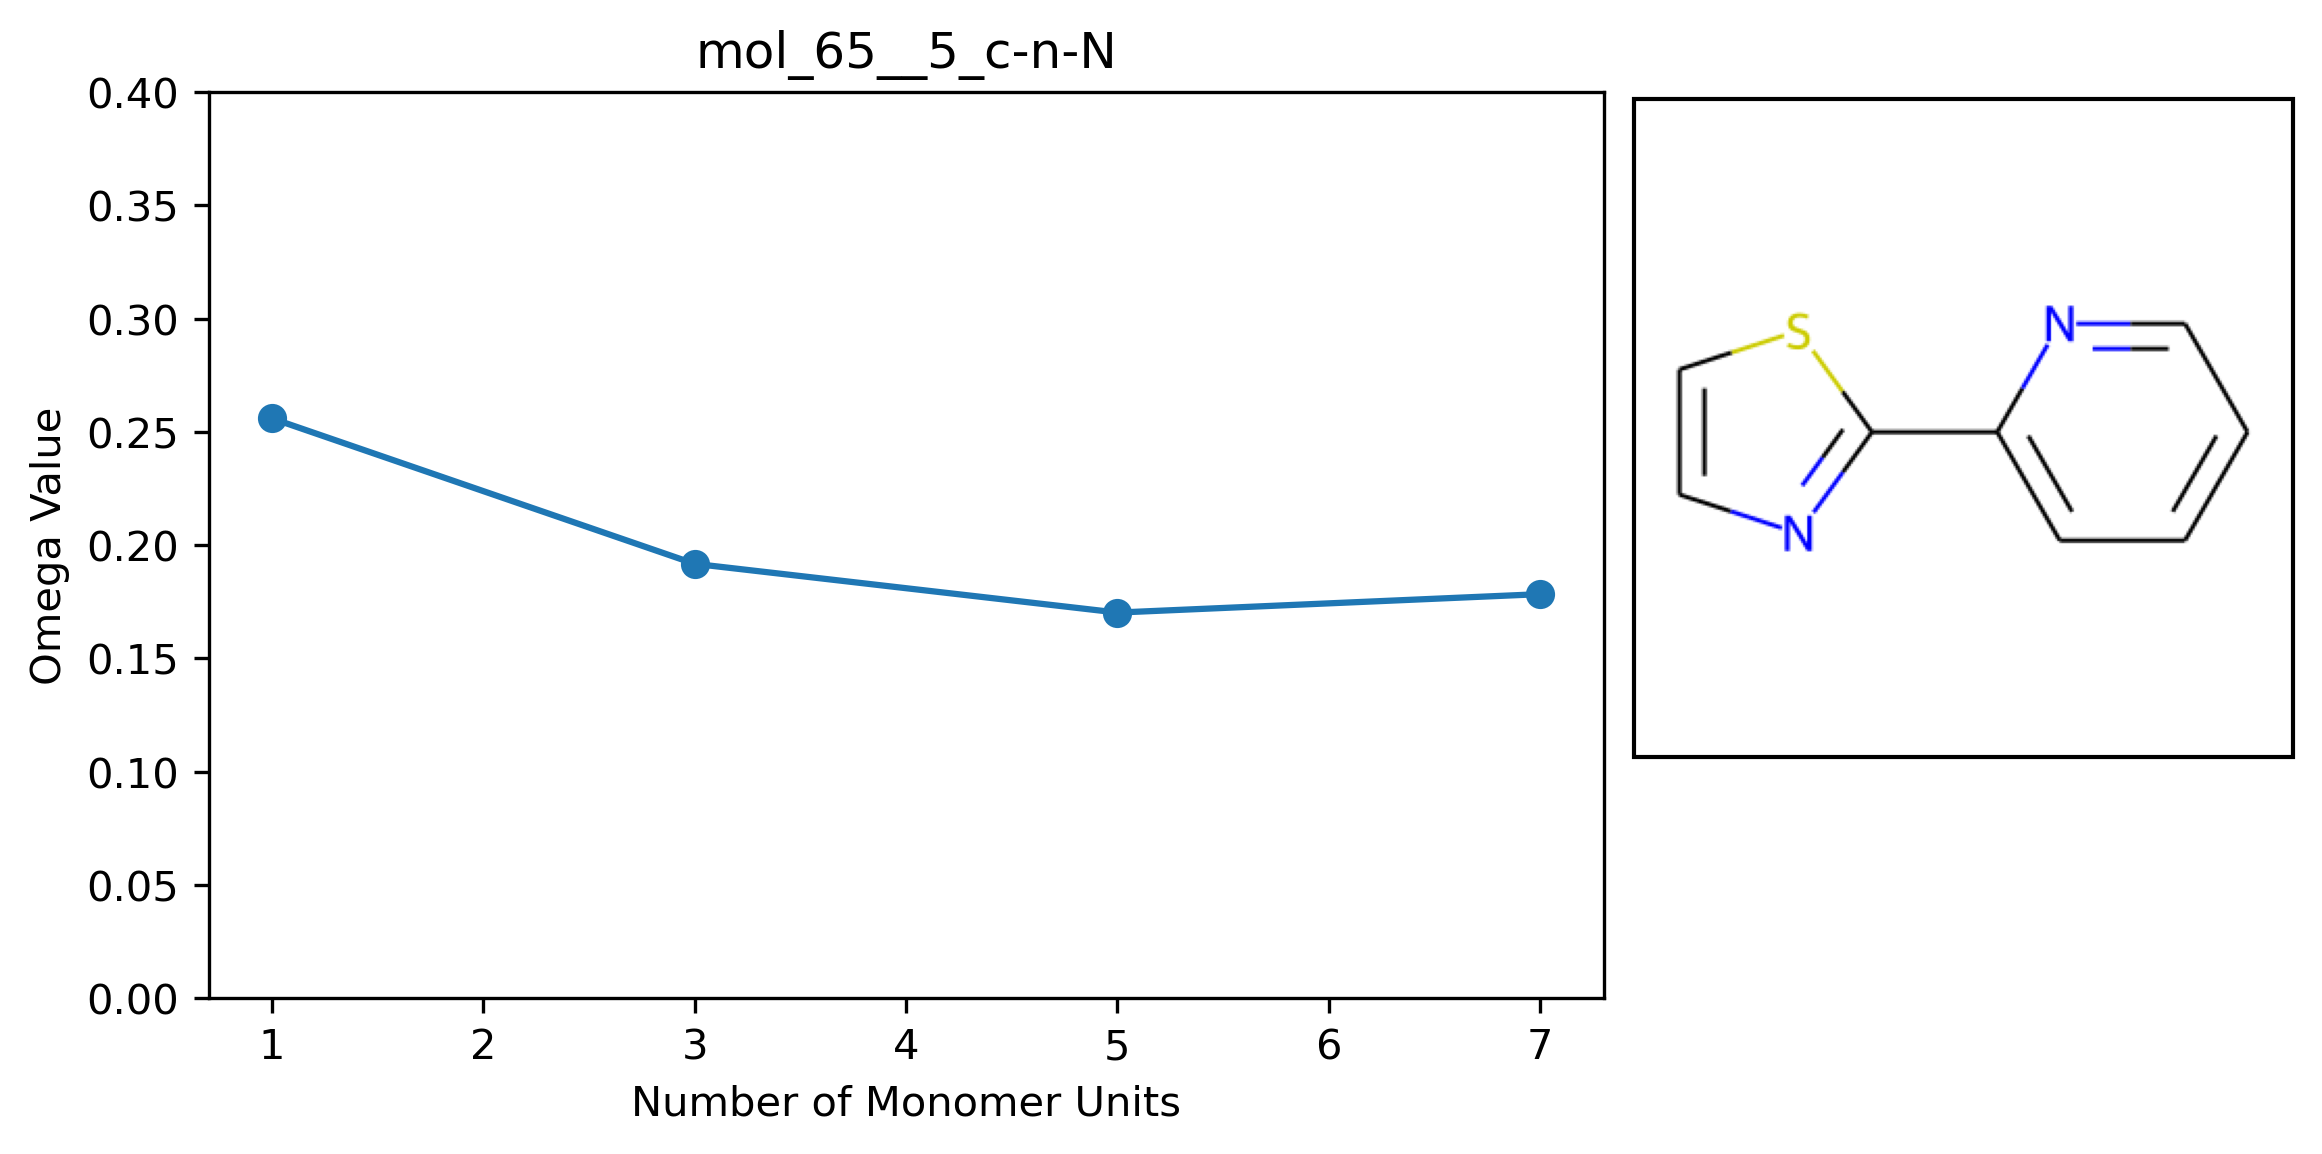 mol_65__5_c-n-N
0.40
0.35
0.30
0.25
0.20
0.15
0.10
0.05
0.00
Omega Value
1 2 3 4 5 6 7
Number of Monomer Units
S
N
N